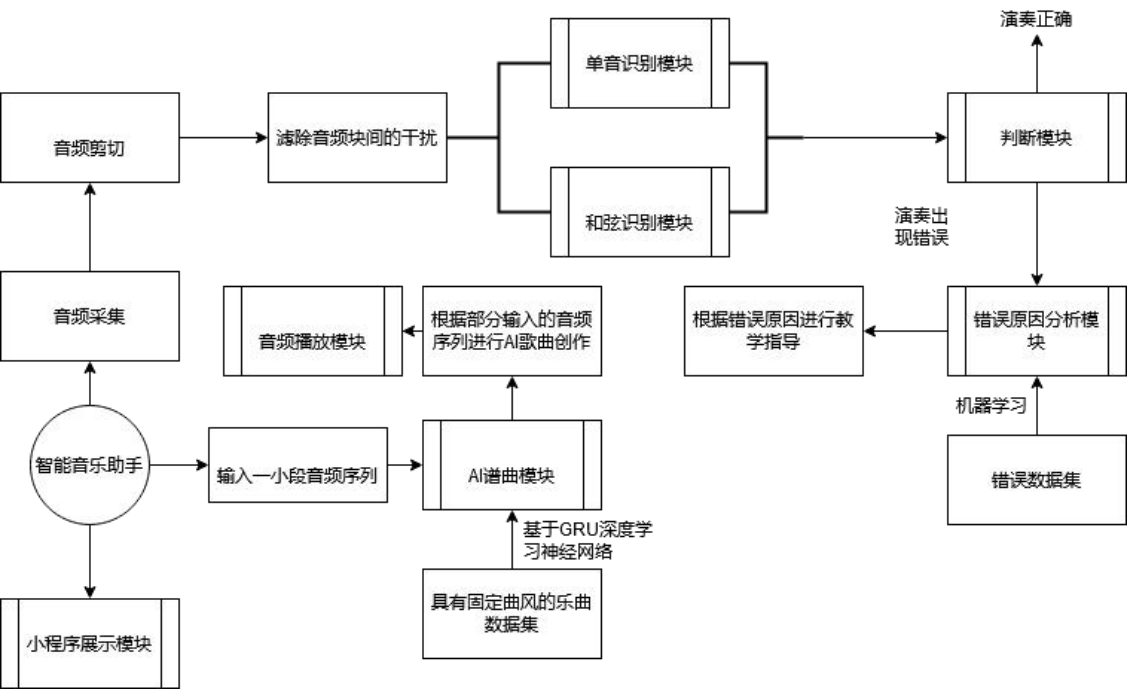 演奏正确
单音识别模块
音频剪切
滤除音频块间的干扰
判断模块
和弦识别模块
演奏出
现错误
音频采集
音频播放模块
根据部分输入的音频
序列进行AI歌曲创作
根据错误原因进行教
学指导
错误原因分析模
块
机器学习
智能音乐助手
输入一小段音频序列
AI谱曲模块
错误数据集
基于GRU深度学
习神经网络
具有固定曲风的乐曲
数据集
小程序展示模块